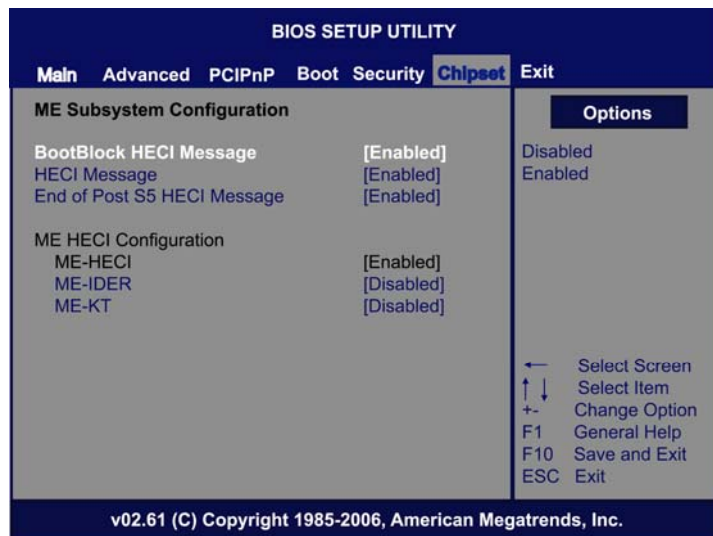 BIOS SETUP UTILITY
Main Advanced PCIPnP Boot Security Chipset Exit
ME Subsystem Configuration
BootBlock HECI Message [Enabled]
HECI Message [Enabled]
End of Post S5 HECI Message [Enabled]
ME HECI Configuration
ME-HECI [Enabled]
ME-IDER [Disabled]
ME-KT [Disabled]
Options
Disabled
Enabled
← Select Screen
↑↓ Select Item
+- Change Option
F1 General Help
F10 Save and Exit
ESC Exit
v02.61 (C) Copyright 1985-2006, American Megatrends, Inc.